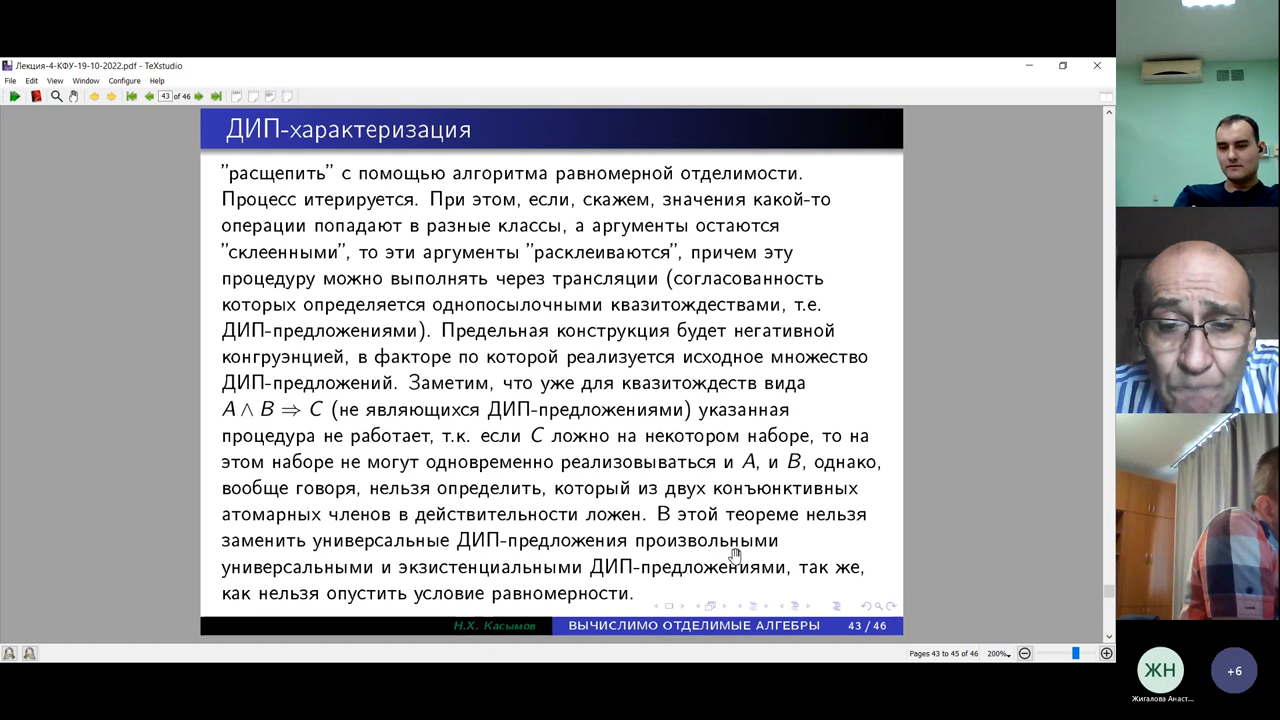 Лекция-4-КФУ-19-10-2022.pdf - TeXstudio
File Edit View Window Configure Help
43 of 46
ДИП-характеризация
"расщепить" с помощью алгоритма равномерной отделимости.
Процесс итерируется. При этом, если, скажем, значения какой-то
операции попадают в разные классы, а аргументы остаются
"склеенными", то эти аргументы "расклеиваются", причем эту
процедуру можно выполнять через трансляции (согласованность
которых определяется однопосылочными квазитождествами, т.е.
ДИП-предложениями). Предельная конструкция будет негативной
конгруэнцией, в факторе по которой реализуется исходное множество
ДИП-предложений. Заметим, что уже для квазитождеств вида
A ∧ B ⇒ C (не являющихся ДИП-предложениями) указанная
процедура не работает, т.к. если C ложно на некотором наборе, то на
этом наборе не могут одновременно реализовываться и A, и B, однако,
вообще говоря, нельзя определить, который из двух конъюнктивных
атомарных членов в действительности ложен. В этой теореме нельзя
заменить универсальные ДИП-предложения произвольными
универсальными и экзистенциальными ДИП-предложениями, так же,
как нельзя опустить условие равномерности.
Н.Х. Касымов ВЫЧИСЛИМО ОТДЕЛИМЫЕ АЛГЕБРЫ 43 / 46
Pages 43 to 45 of 46 200%
ЖН
+6
Жигалова Анаст...